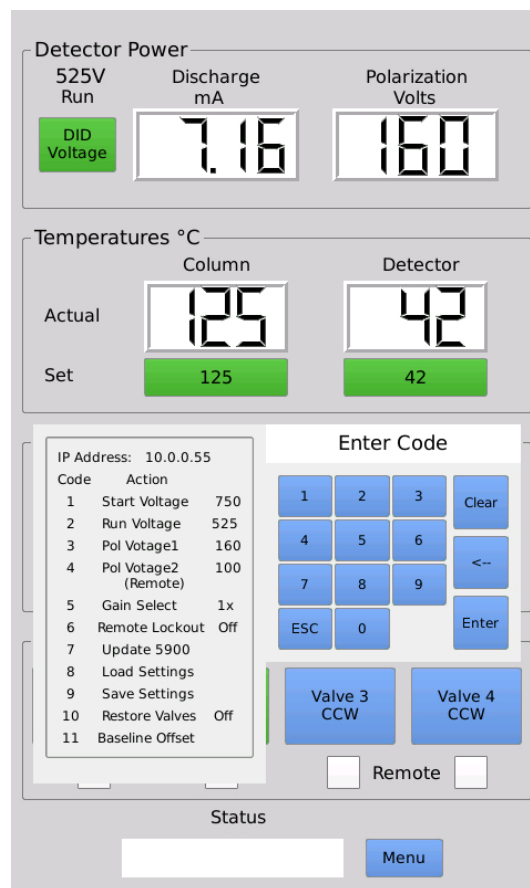 Detector Power
525V
Run
Discharge
mA
Polarization
Volts
DID
Voltage
7.16
160
Temperatures °C
Column
Detector
Actual
125
42
Set
125
42
IP Address: 10.0.0.55
Code Action
1 Start Voltage 750
2 Run Voltage 525
3 Pol Votage1 160
4 Pol Votage2 100
(Remote)
5 Gain Select 1x
6 Remote Lockout Off
7 Update 5900
8 Load Settings
9 Save Settings
10 Restore Valves Off
11 Baseline Offset
Enter Code
1 2 3 Clear
4 5 6 <--
7 8 9
ESC 0 Enter
Valve 3
CCW
Valve 4
CCW
Remote
Status
Menu